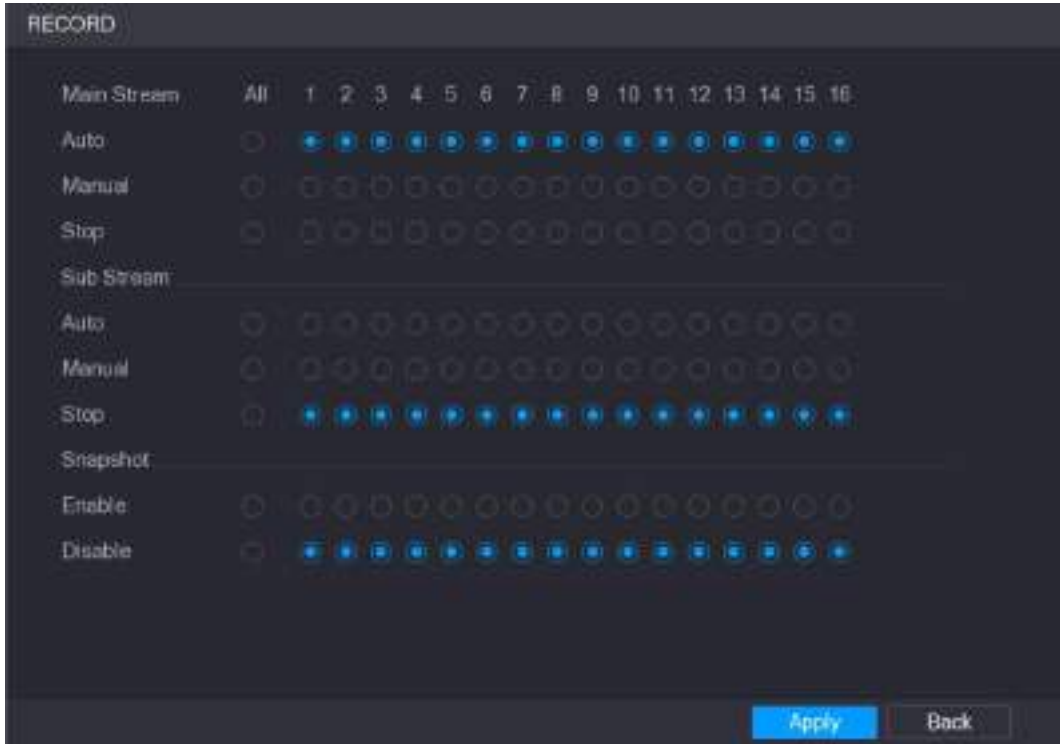 RECORD
Main Stream All 1 2 3 4 5 6 7 8 9 10 11 12 13 14 15 16
Auto
Manual
Stop
Sub Stream
Auto
Manual
Stop
Snapshot
Enable
Disable
Apply Back